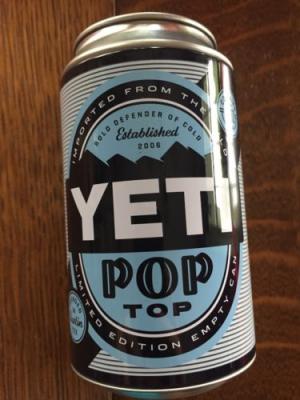 IMPORTED FROM THE
BOLD DEFENDER OF COLD
Established
2006
YETI
POP
TOP
LIMITED EDITION EMPTY CAN